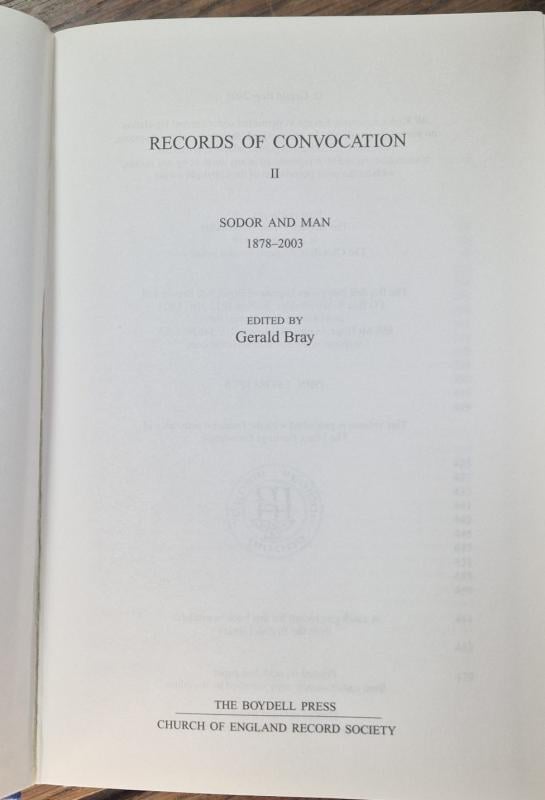 RECORDS OF CONVOCATION
II
SODOR AND MAN
1878–2003
EDITED BY
Gerald Bray
THE BOYDELL PRESS
CHURCH OF ENGLAND RECORD SOCIETY